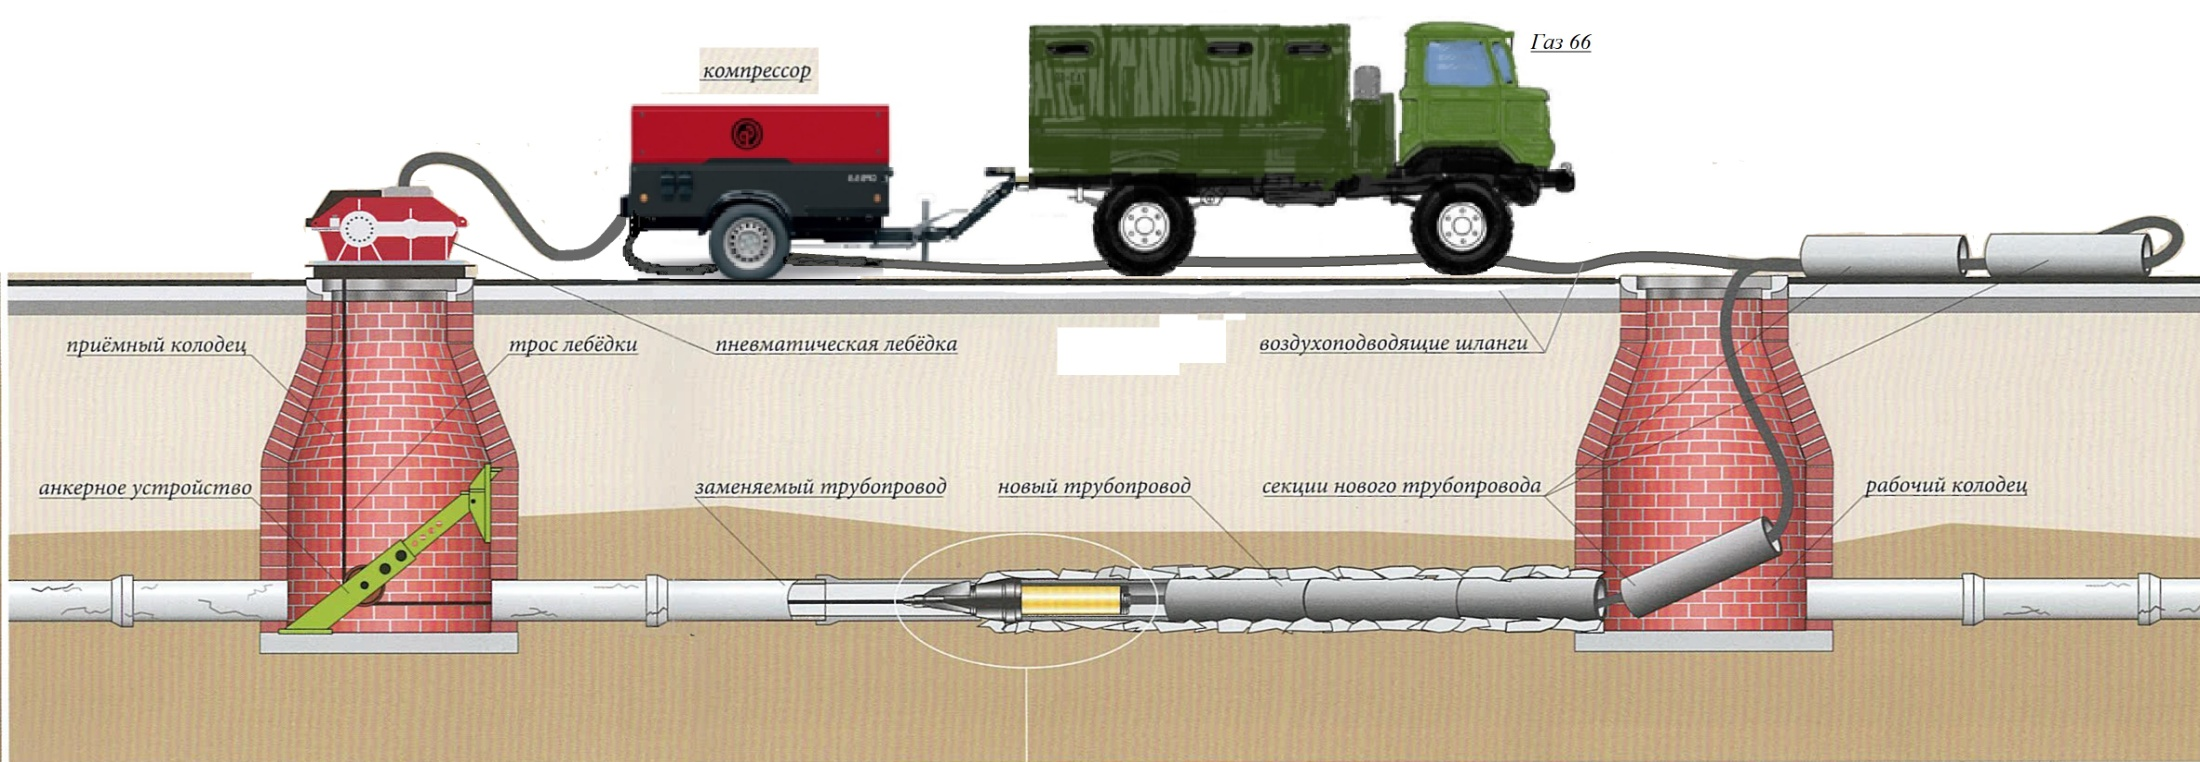 Газ 66
компрессор
приёмный колодец
трос лебёдки
пневматическая лебёдка
воздухоподводящие шланги
анкерное устройство
заменяемый трубопровод
новый трубопровод
секции нового трубопровода
рабочий колодец